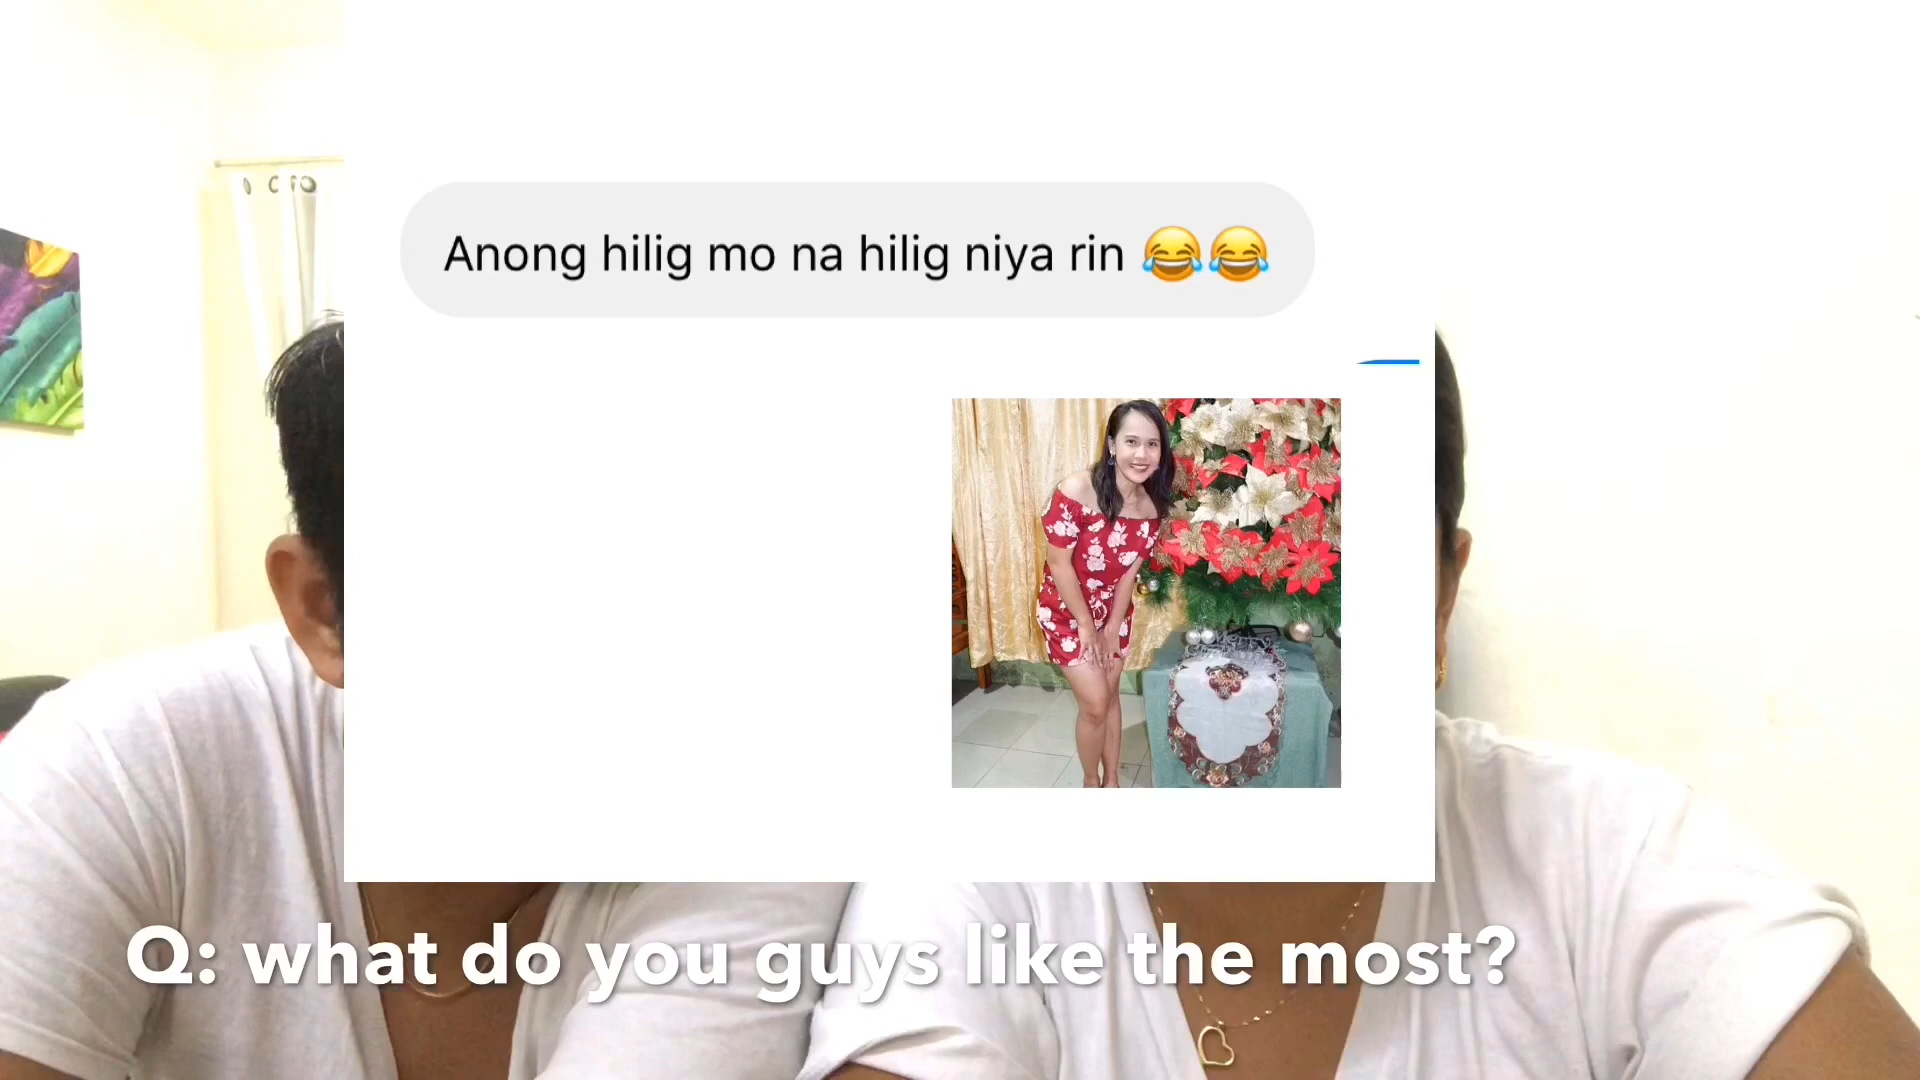 Anong hilig mo na hilig niya rin 😂😂
Q: what do you guys like the most?